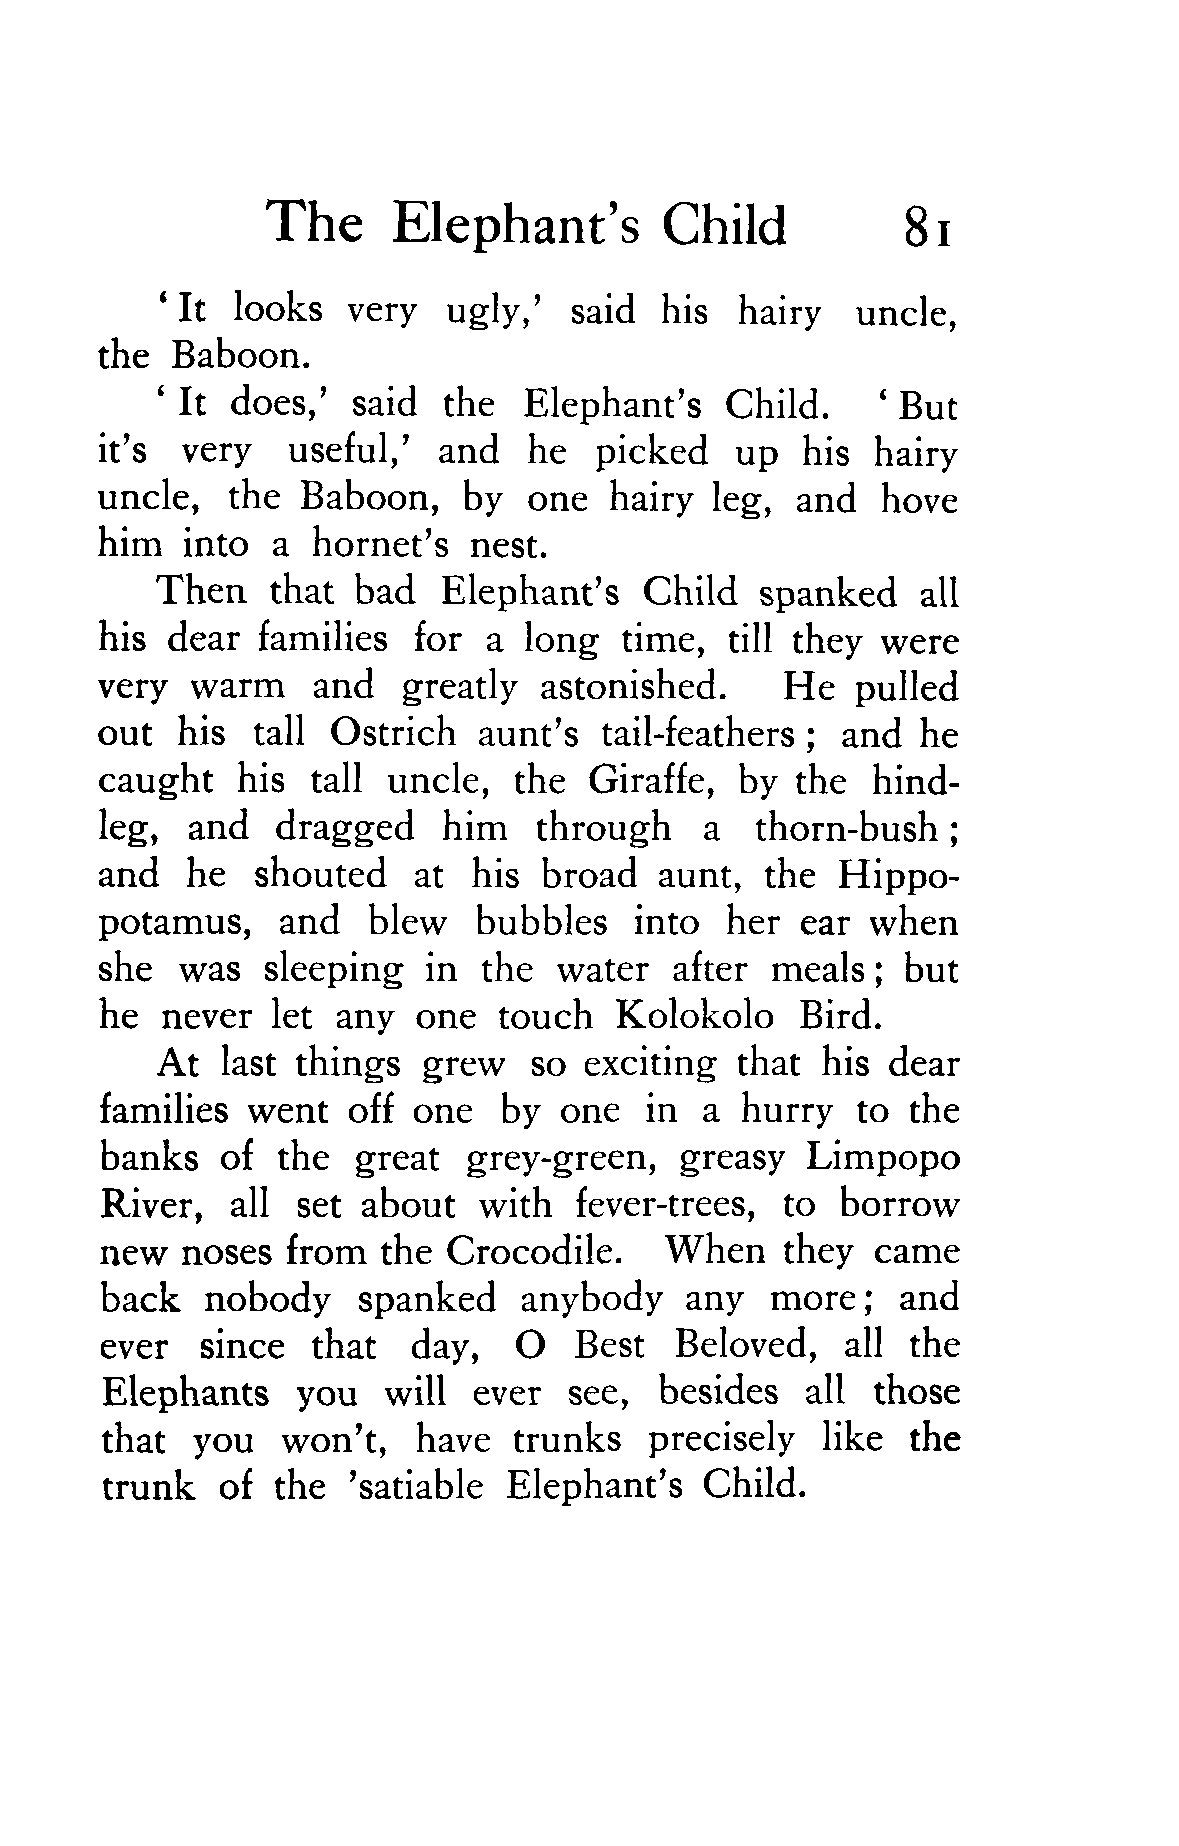 The Elephant's Child 81
‘ It looks very ugly,’ said his hairy uncle,
the Baboon.
‘ It does,’ said the Elephant’s Child. ‘ But
it’s very useful,’ and he picked up his hairy
uncle, the Baboon, by one hairy leg, and hove
him into a hornet’s nest.
Then that bad Elephant’s Child spanked all
his dear families for a long time, till they were
very warm and greatly astonished. He pulled
out his tall Ostrich aunt’s tail-feathers ; and he
caught his tall uncle, the Giraffe, by the hind-
leg, and dragged him through a thorn-bush ;
and he shouted at his broad aunt, the Hippo-
potamus, and blew bubbles into her ear when
she was sleeping in the water after meals ; but
he never let any one touch Kolokolo Bird.
At last things grew so exciting that his dear
families went off one by one in a hurry to the
banks of the great grey-green, greasy Limpopo
River, all set about with fever-trees, to borrow
new noses from the Crocodile. When they came
back nobody spanked anybody any more ; and
ever since that day, O Best Beloved, all the
Elephants you will ever see, besides all those
that you won’t, have trunks precisely like the
trunk of the ’satiable Elephant’s Child.